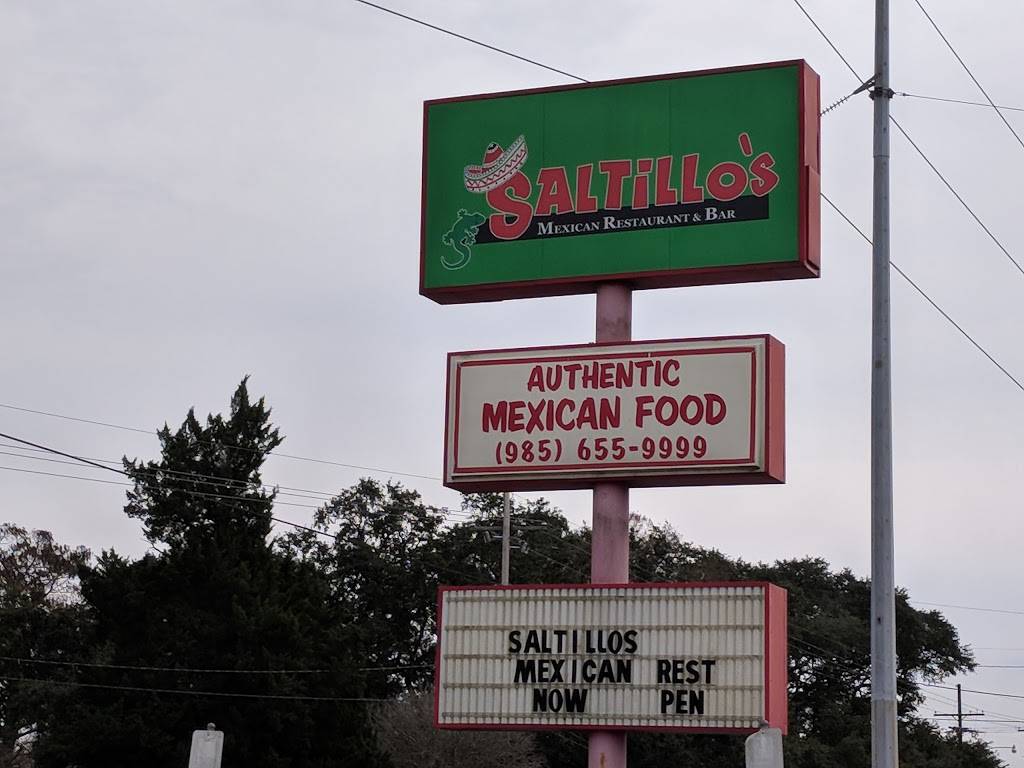 SALTiLLO'S
MEXICAN RESTAURANT & BAR
AUTHENTIC
MEXICAN FOOD
(985) 655-9999
SALTILLOS
MEXICAN REST
NOW PEN